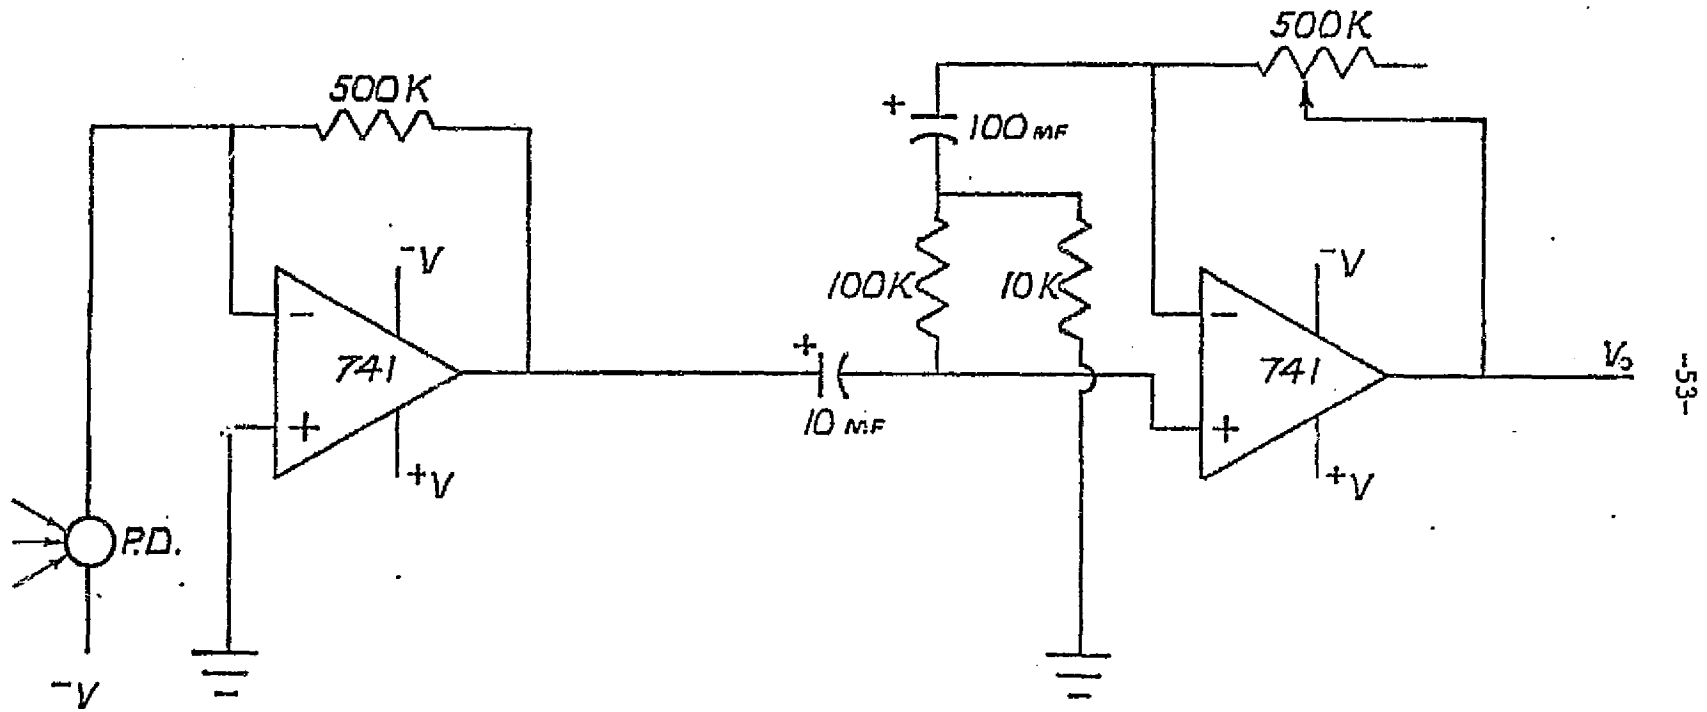 500K
500K
+
100 MF
-V
-V
100K
10K
-
-
741
+
10 MF
741
Vo
+
+
+V
+V
P.D.
-V
-53-